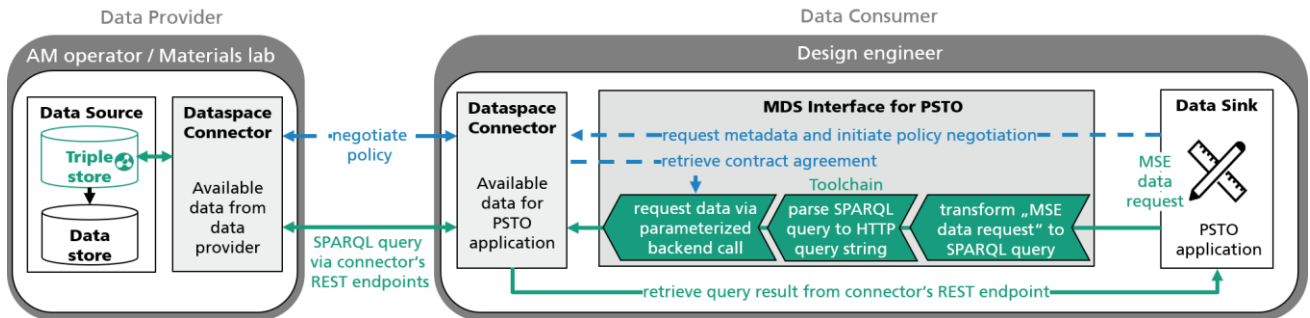 Data Provider
AM operator / Materials lab
Data Source
Triple
store
Data
store
Dataspace
Connector
Available
data from
data
provider
negotiate
policy
SPARQL query
via connector's
REST endpoints
Data Consumer
Design engineer
Dataspace
Connector
Available
data for
PSTO
application
MDS Interface for PSTO
request metadata and initiate policy negotiation
retrieve contract agreement
Toolchain
request data via
parameterized
backend call
parse SPARQL
query to HTTP
query string
transform „MSE
data request" to
SPARQL query
retrieve query result from connector's REST endpoint
MSE
data
request
Data Sink
PSTO
application